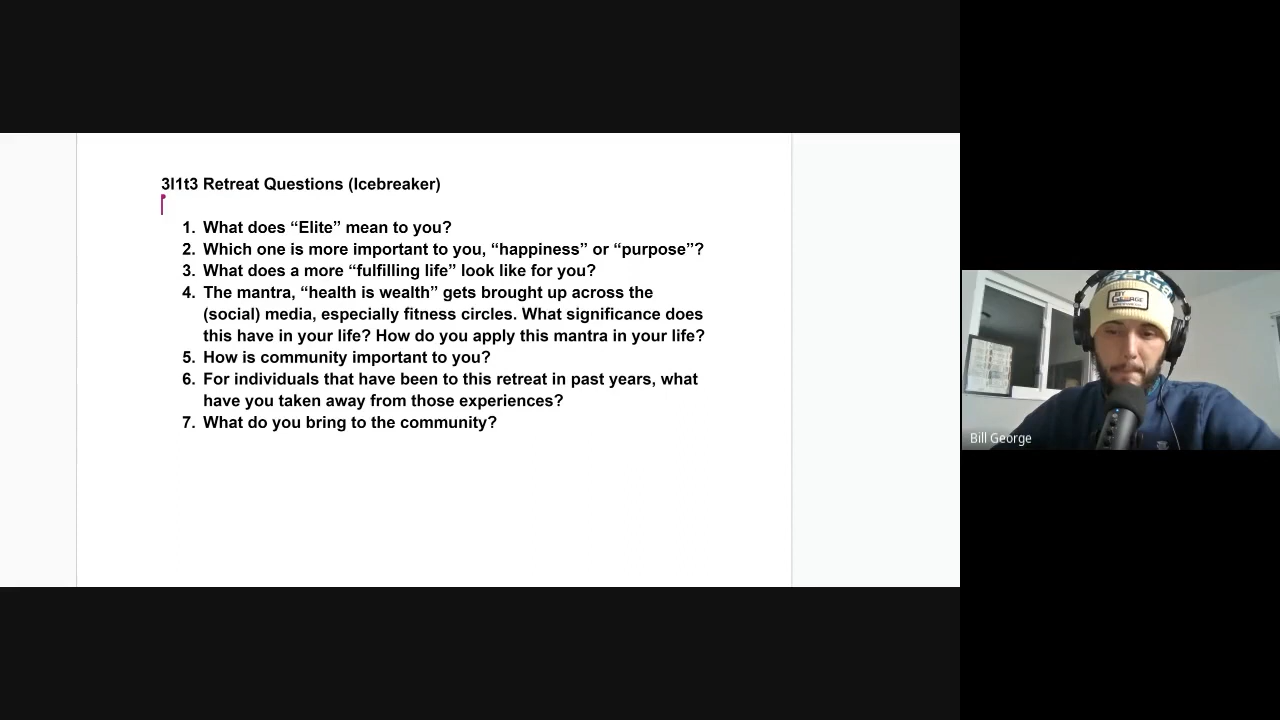 3l1t3 Retreat Questions (Icebreaker)
1. What does “Elite” mean to you?
2. Which one is more important to you, “happiness” or “purpose”?
3. What does a more “fulfilling life” look like for you?
4. The mantra, “health is wealth” gets brought up across the
(social) media, especially fitness circles. What significance does
this have in your life? How do you apply this mantra in your life?
5. How is community important to you?
6. For individuals that have been to this retreat in past years, what
have you taken away from those experiences?
7. What do you bring to the community?
Bill George